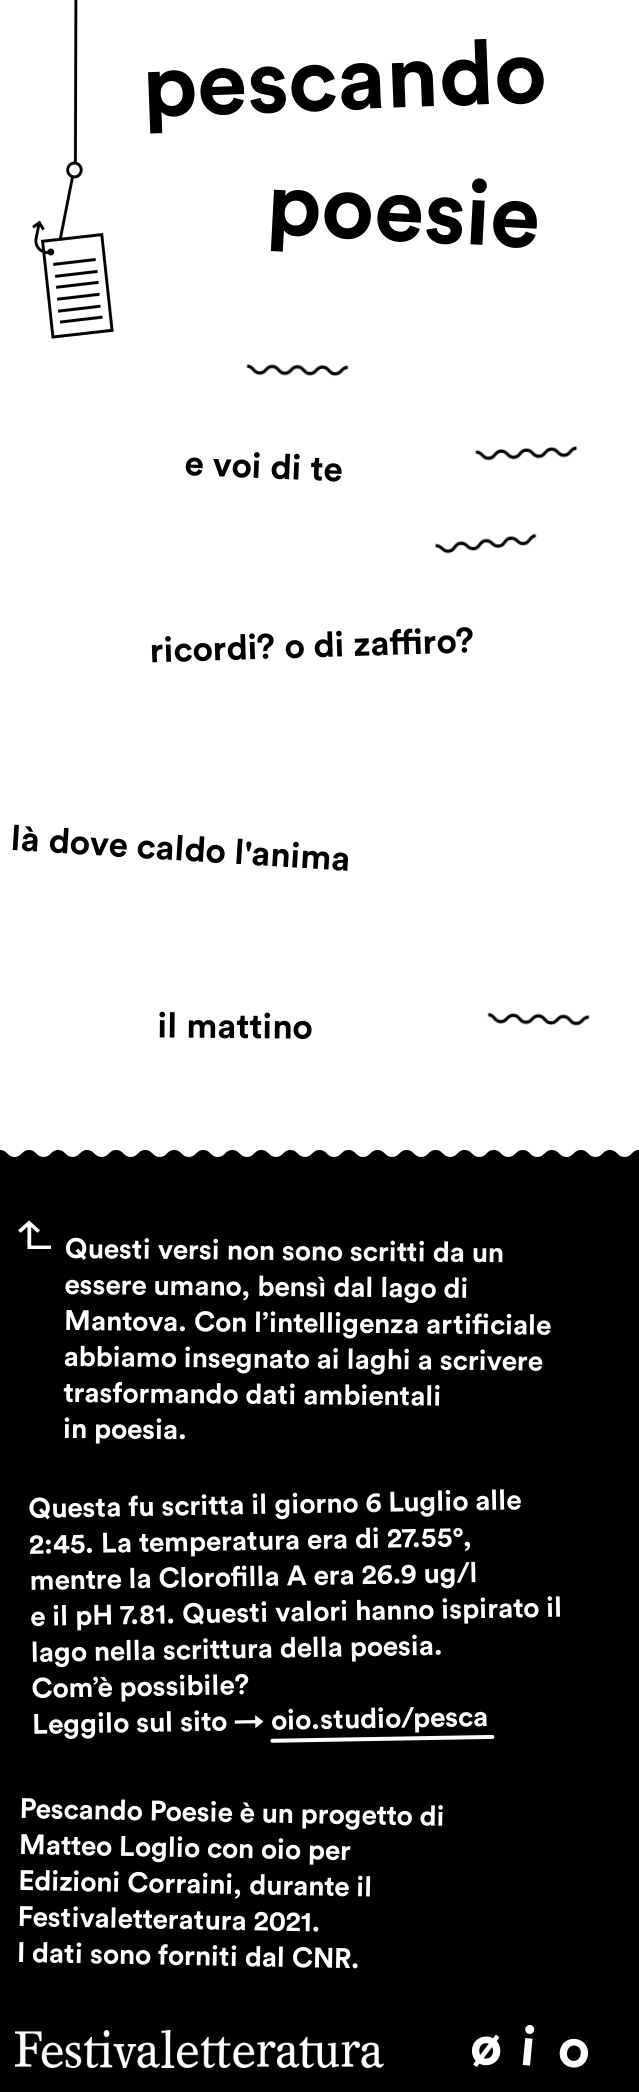 pescando
poesie
e voi di te
ricordi? o di zaffiro?
là dove caldo l'anima
il mattino
Questi versi non sono scritti da un
essere umano, bensì dal lago di
Mantova. Con l’intelligenza artificiale
abbiamo insegnato ai laghi a scrivere
trasformando dati ambientali
in poesia.
Questa fu scritta il giorno 6 Luglio alle
2:45. La temperatura era di 27.55°,
mentre la Clorofilla A era 26.9 ug/l
e il pH 7.81. Questi valori hanno ispirato il
lago nella scrittura della poesia.
Com’è possibile?
Leggilo sul sito → oio.studio/pesca
Pescando Poesie è un progetto di
Matteo Loglio con oio per
Edizioni Corraini, durante il
Festivaletteratura 2021.
I dati sono forniti dal CNR.
Festivaletteratura øio